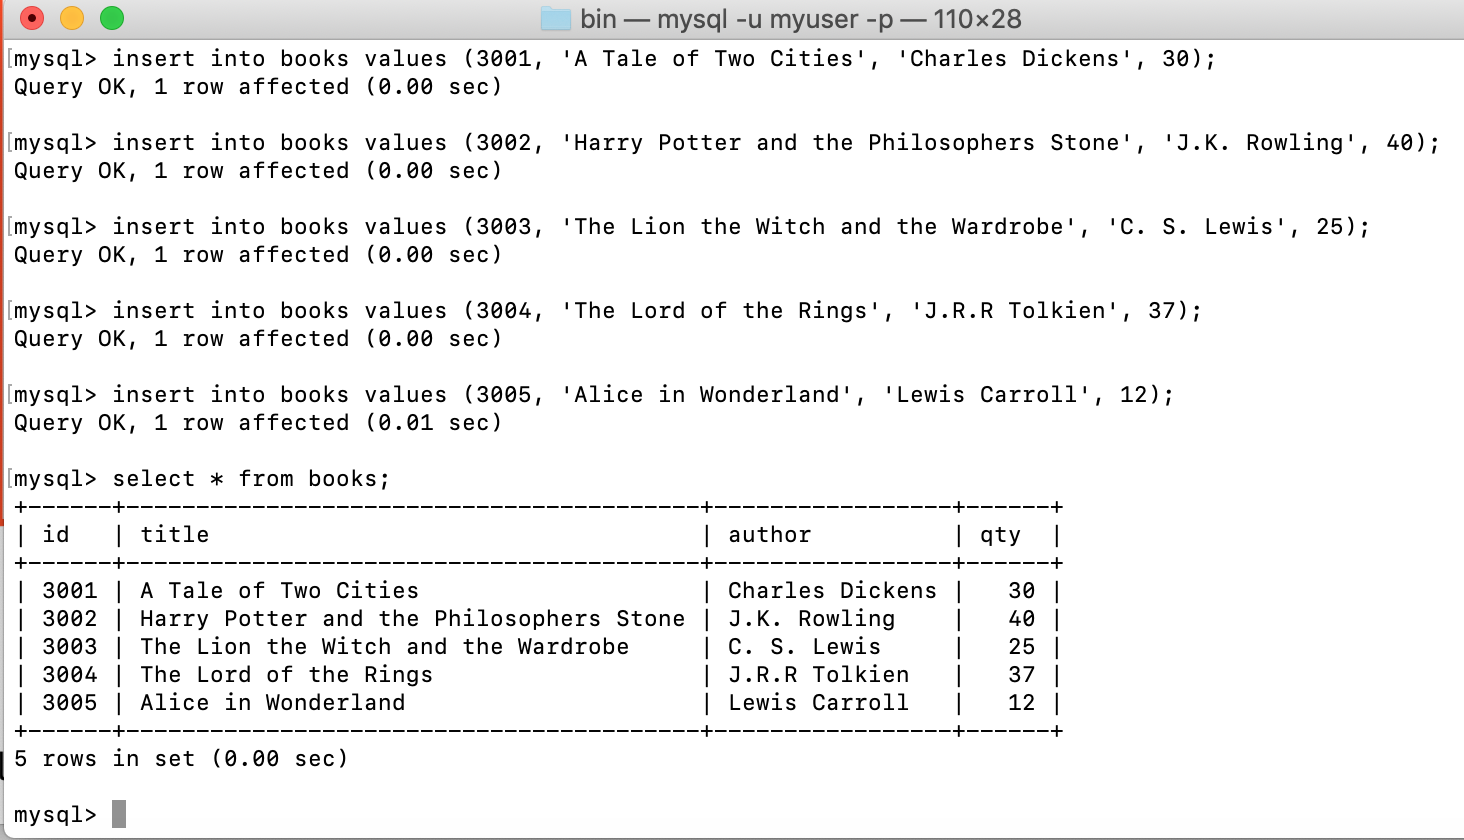 bin — mysql -u myuser -p — 110×28
mysql> insert into books values (3001, 'A Tale of Two Cities', 'Charles Dickens', 30);
Query OK, 1 row affected (0.00 sec)
mysql> insert into books values (3002, 'Harry Potter and the Philosophers Stone', 'J.K. Rowling', 40);
Query OK, 1 row affected (0.00 sec)
mysql> insert into books values (3003, 'The Lion the Witch and the Wardrobe', 'C. S. Lewis', 25);
Query OK, 1 row affected (0.00 sec)
mysql> insert into books values (3004, 'The Lord of the Rings', 'J.R.R Tolkien', 37);
Query OK, 1 row affected (0.00 sec)
mysql> insert into books values (3005, 'Alice in Wonderland', 'Lewis Carroll', 12);
Query OK, 1 row affected (0.01 sec)
mysql> select * from books;
+------+-----------------------------------------+-----------------+------+
| id   | title                                   | author          | qty  |
+------+-----------------------------------------+-----------------+------+
| 3001 | A Tale of Two Cities                    | Charles Dickens |   30 |
| 3002 | Harry Potter and the Philosophers Stone | J.K. Rowling    |   40 |
| 3003 | The Lion the Witch and the Wardrobe     | C. S. Lewis     |   25 |
| 3004 | The Lord of the Rings                   | J.R.R Tolkien   |   37 |
| 3005 | Alice in Wonderland                     | Lewis Carroll   |   12 |
+------+-----------------------------------------+-----------------+------+
5 rows in set (0.00 sec)
mysql>